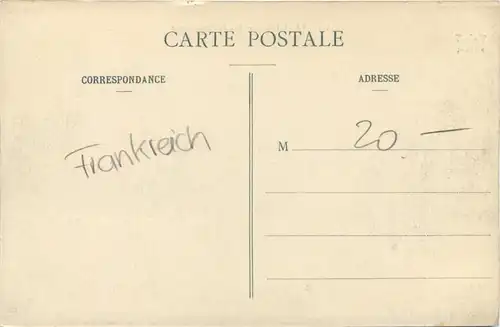 CARTE POSTALE
CORRESPONDANCE
ADRESSE
Frankreich
M 20 —